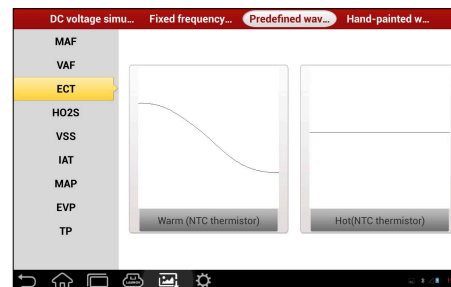 DC voltage simu... Fixed frequency... Predefined wav... Hand-painted w...
MAF
VAF
ECT
HO2S
VSS
IAT
MAP
EVP
TP
Warm (NTC thermistor) Hot(NTC thermistor)
LAUNCH